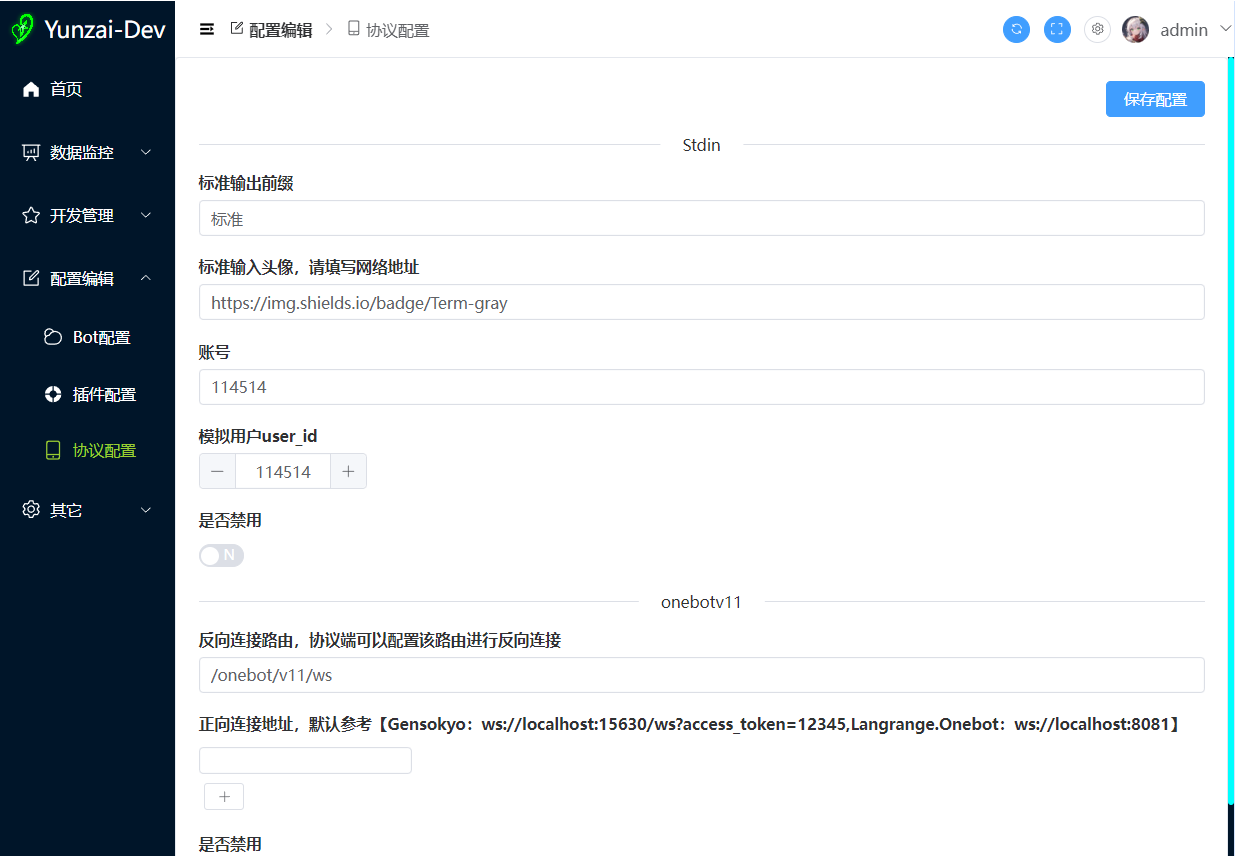 Yunzai-Dev
配置编辑 协议配置
admin
首页
数据监控
开发管理
配置编辑
Bot配置
插件配置
协议配置
其它
保存配置
Stdin
标准输出前缀
标准
标准输入头像，请填写网络地址
https://img.shields.io/badge/Term-gray
账号
114514
模拟用户user_id
114514
是否禁用
N
onebotv11
反向连接路由，协议端可以配置该路由进行反向连接
/onebot/v11/ws
正向连接地址，默认参考【Gensokyo：ws://localhost:15630/ws?access_token=12345,Langrange.Onebot：ws://localhost:8081】
是否禁用